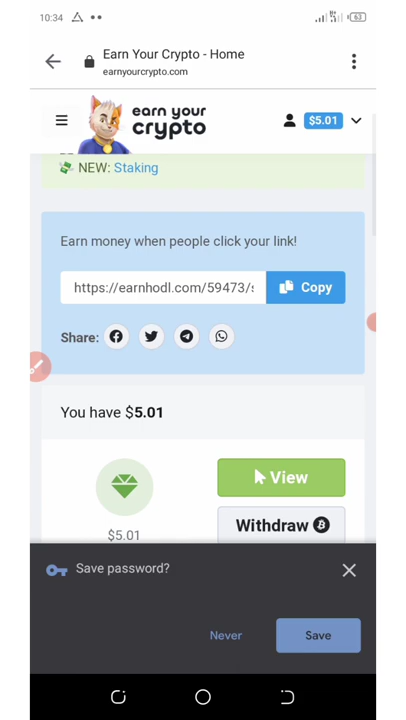 10:34
63
Earn Your Crypto - Home
earnyourcrypto.com
earn your
crypto
$5.01
NEW: Staking
Earn money when people click your link!
https://earnhodl.com/59473/
Copy
Share:
You have $5.01
View
$5.01
Withdraw
Save password?
Never
Save